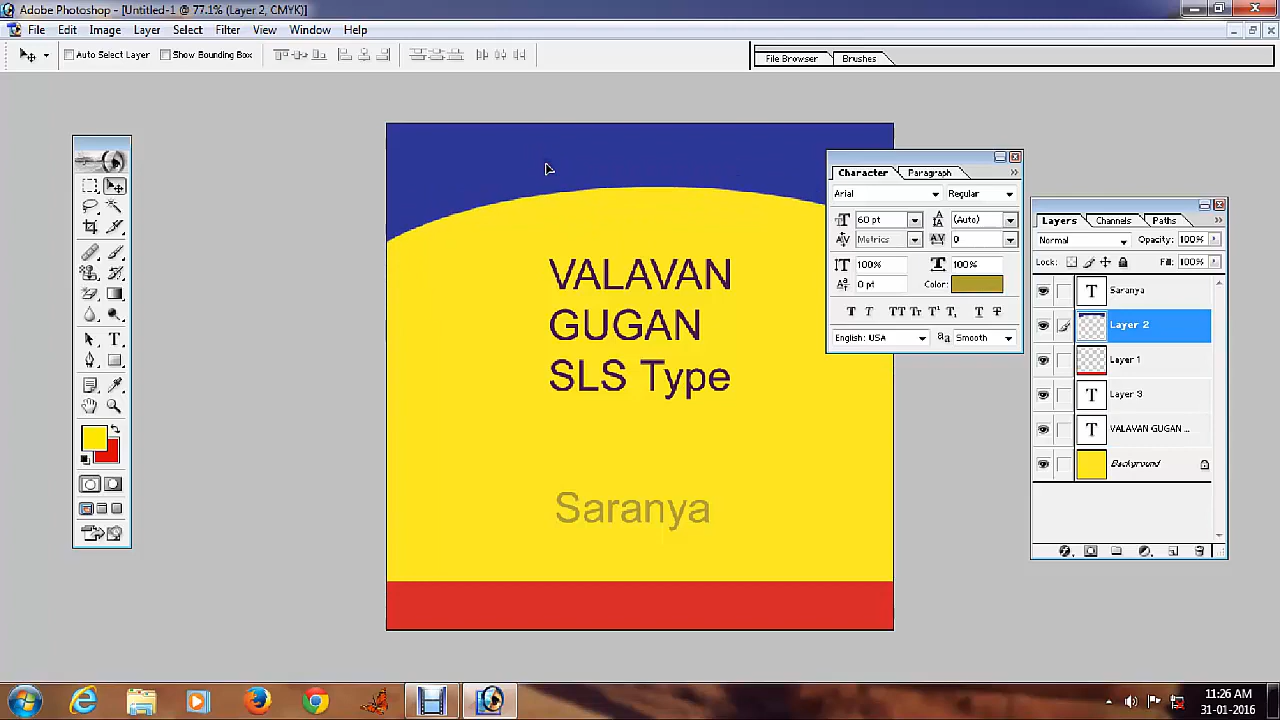 Adobe Photoshop - [Untitled-1 @ 77.1% (Layer 2, CMYK)]
File Edit Image Layer Select Filter View Window Help
Auto Select Layer Show Bounding Box
File Browser Brushes
Character Paragraph
Arial Regular
60 pt (Auto)
Metrics 0
100% 100%
0 pt Color:
English: USA Smooth
VALAVAN
GUGAN
SLS Type
Saranya
Layers Channels Paths
Normal Opacity: 100%
Lock: Fill: 100%
Saranya
Layer 2
Layer 1
Layer 3
VALAVAN GUGAN ...
Background
11:26 AM
31-01-2016